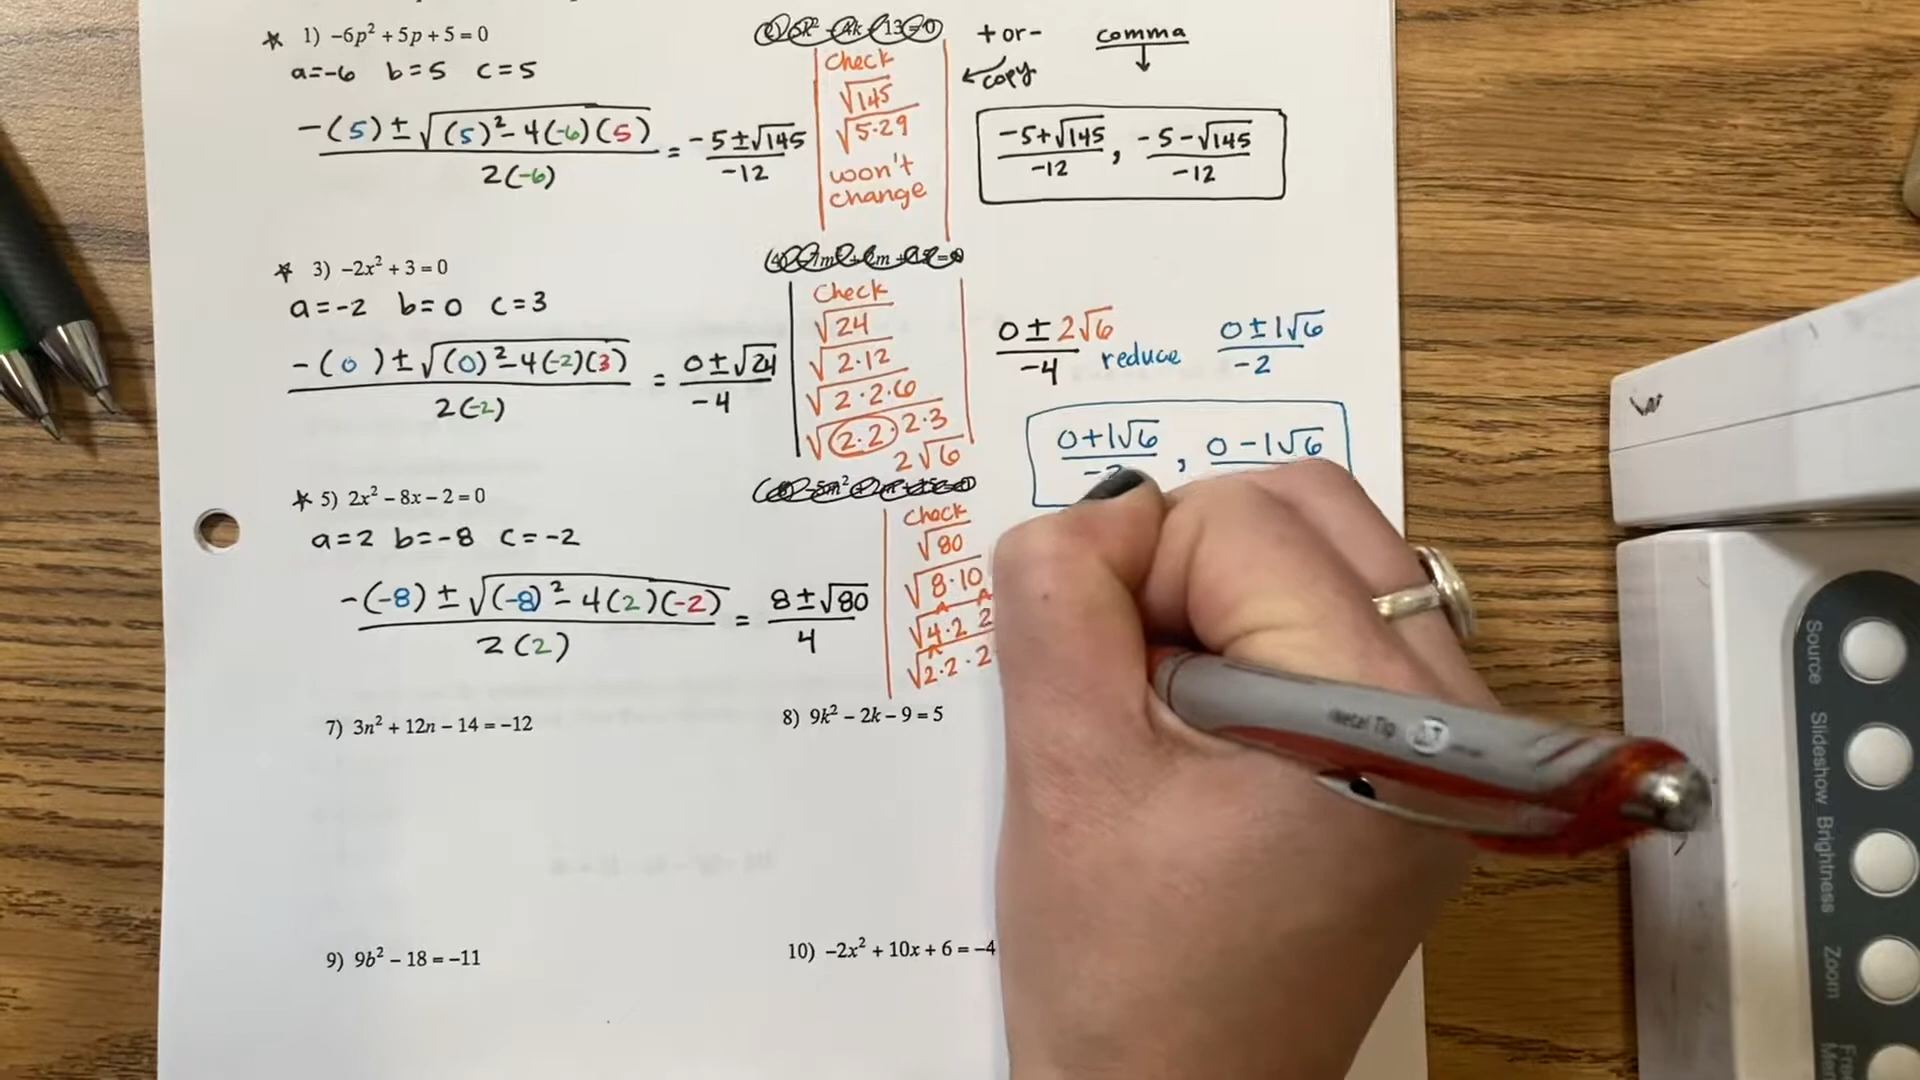 1) −6p² + 5p + 5 = 0
a=-6 b=5 c=5
-(5)±√(5)²-4(-6)(5)
2(-6)
= -5±√145
-12
Check
√145
√5·29
won't
change
+or-
copy
comma
-5+√145 , -5-√145
-12 -12
3) −2x² + 3 = 0
a=-2 b=0 c=3
-(0)±√(0)²-4(-2)(3)
2(-2)
= 0±√24
-4
Check
√24
√2·12
√2·2·6
√2·2·2·3
2√6
0±2√6
-4
reduce
0±1√6
-2
0+1√6 , 0-1√6
5) 2x² − 8x − 2 = 0
a=2 b=-8 c=-2
-(-8)±√(-8)²-4(2)(-2)
2(2)
= 8±√80
4
Check
√80
√8·10
√4·2 2
√2·2·2
7) 3n² + 12n − 14 = −12
8) 9k² − 2k − 9 = 5
9) 9b² − 18 = −11
10) −2x² + 10x + 6 = −4
Source
Slideshow
Brightness
Zoom